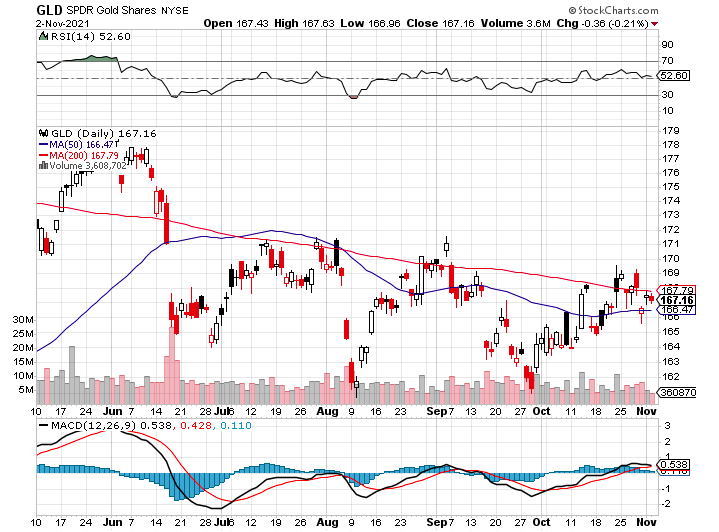 GLD SPDR Gold Shares NYSE
© StockCharts.com
2-Nov-2021
Open 167.43 High 167.63 Low 166.96 Close 167.16 Volume 3.6M Chg -0.36 (-0.21%)
RSI(14) 52.60
90
70
52.60
30
10
GLD (Daily) 167.16
MA(50) 166.47
MA(200) 167.79
Volume 3,608,702
179
178
177
176
175
174
173
172
171
170
169
168
167.79
167.16
166.47
166
165
164
163
162
30M
25M
20M
15M
10M
5M
360870
10 17 24 Jun 7 14 21 28 Jul 6 12 19 26 Aug 9 16 23 Sep 7 13 20 27 Oct 11 18 25 Nov
MACD(12,26,9) 0.538, 0.428, 0.110
3
2
1
0.538
0.110
-1
-2
10 17 24 Jun 7 14 21 28 Jul 6 12 19 26 Aug 9 16 23 Sep 7 13 20 27 Oct 11 18 25 Nov